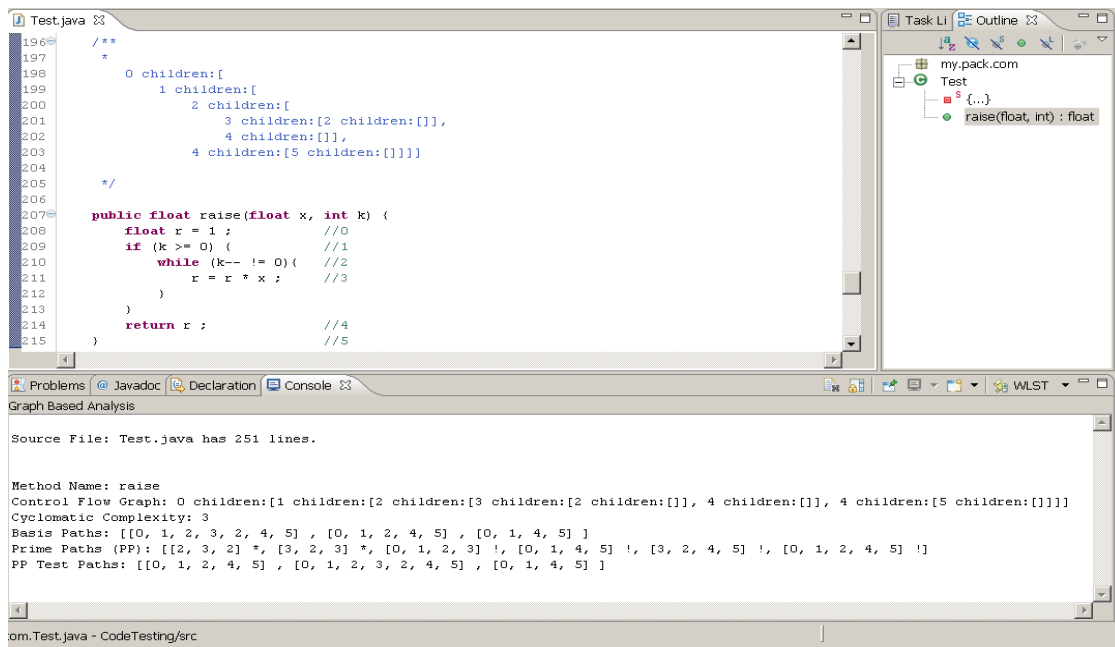 Test.java
196 /**
197 *
198 0 children:[
199 1 children:[
200 2 children:[
201 3 children:[2 children:[]],
202 4 children:[]],
203 4 children:[5 children:[]]]]
204
205 */
206
207 public float raise(float x, int k) {
208 float r = 1 ; //0
209 if (k >= 0) { //1
210 while (k-- != 0){ //2
211 r = r * x ; //3
212 }
213 }
214 return r ; //4
215 } //5
Task Li Outline
my.pack.com
Test
S {...}
raise(float, int) : float
Problems @ Javadoc Declaration Console WLST
Graph Based Analysis
Source File: Test.java has 251 lines.
Method Name: raise
Control Flow Graph: 0 children:[1 children:[2 children:[3 children:[2 children:[]], 4 children:[]], 4 children:[5 children:[]]]]
Cyclomatic Complexity: 3
Basis Paths: [[0, 1, 2, 3, 2, 4, 5] , [0, 1, 2, 4, 5] , [0, 1, 4, 5] ]
Prime Paths (PP): [[2, 3, 2] *, [3, 2, 3] *, [0, 1, 2, 3] !, [0, 1, 4, 5] !, [3, 2, 4, 5] !, [0, 1, 2, 4, 5] !]
PP Test Paths: [[0, 1, 2, 4, 5] , [0, 1, 2, 3, 2, 4, 5] , [0, 1, 4, 5] ]
com.Test.java - CodeTesting/src